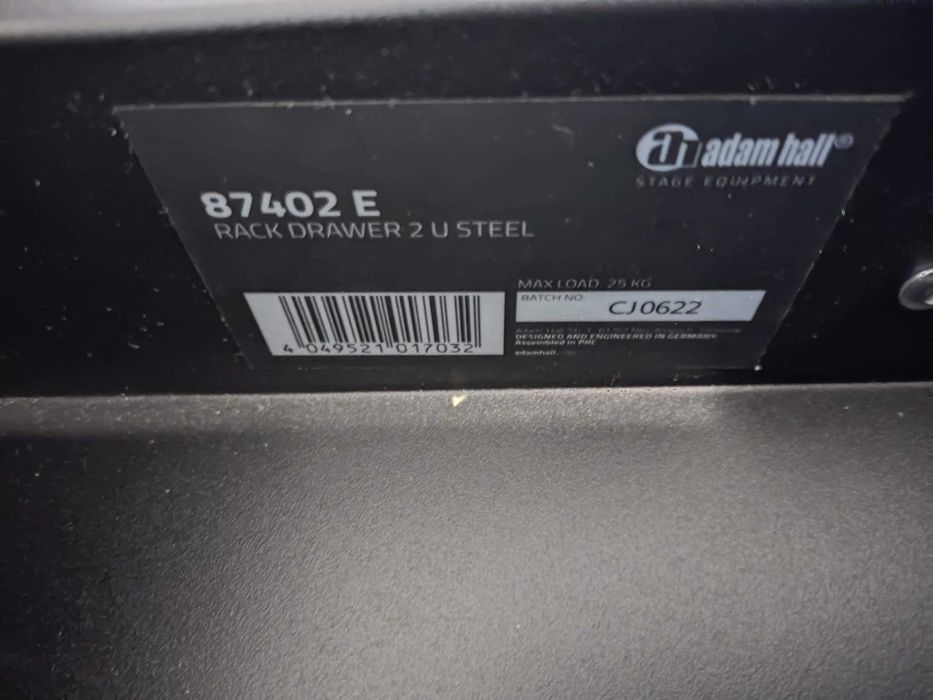 ah adam hall®
STAGE EQUIPMENT
87402 E
RACK DRAWER 2 U STEEL
MAX LOAD 25 KG
BATCH NO:
CJ0622
4 049521 017032
DESIGNED AND ENGINEERED IN GERMANY
Assembled in PRC